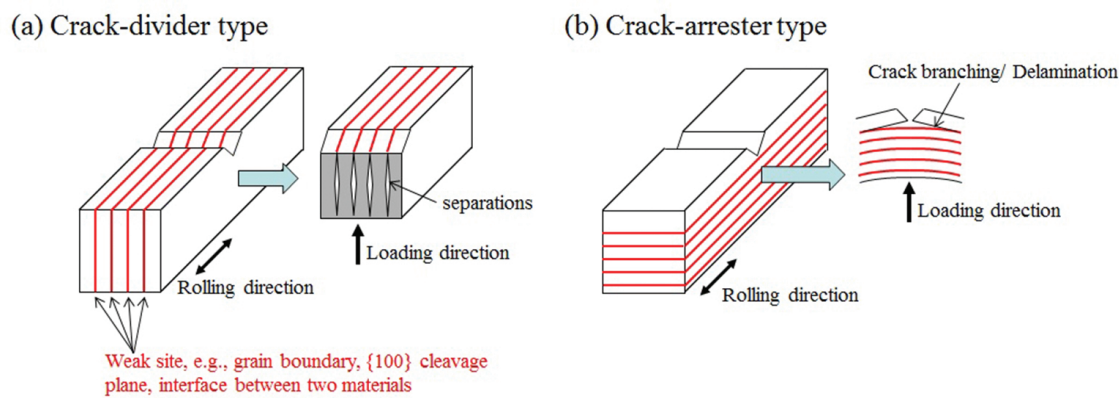 (a) Crack-divider type
separations
Loading direction
Rolling direction
Weak site, e.g., grain boundary, {100} cleavage
plane, interface between two materials
(b) Crack-arrester type
Crack branching/ Delamination
Loading direction
Rolling direction